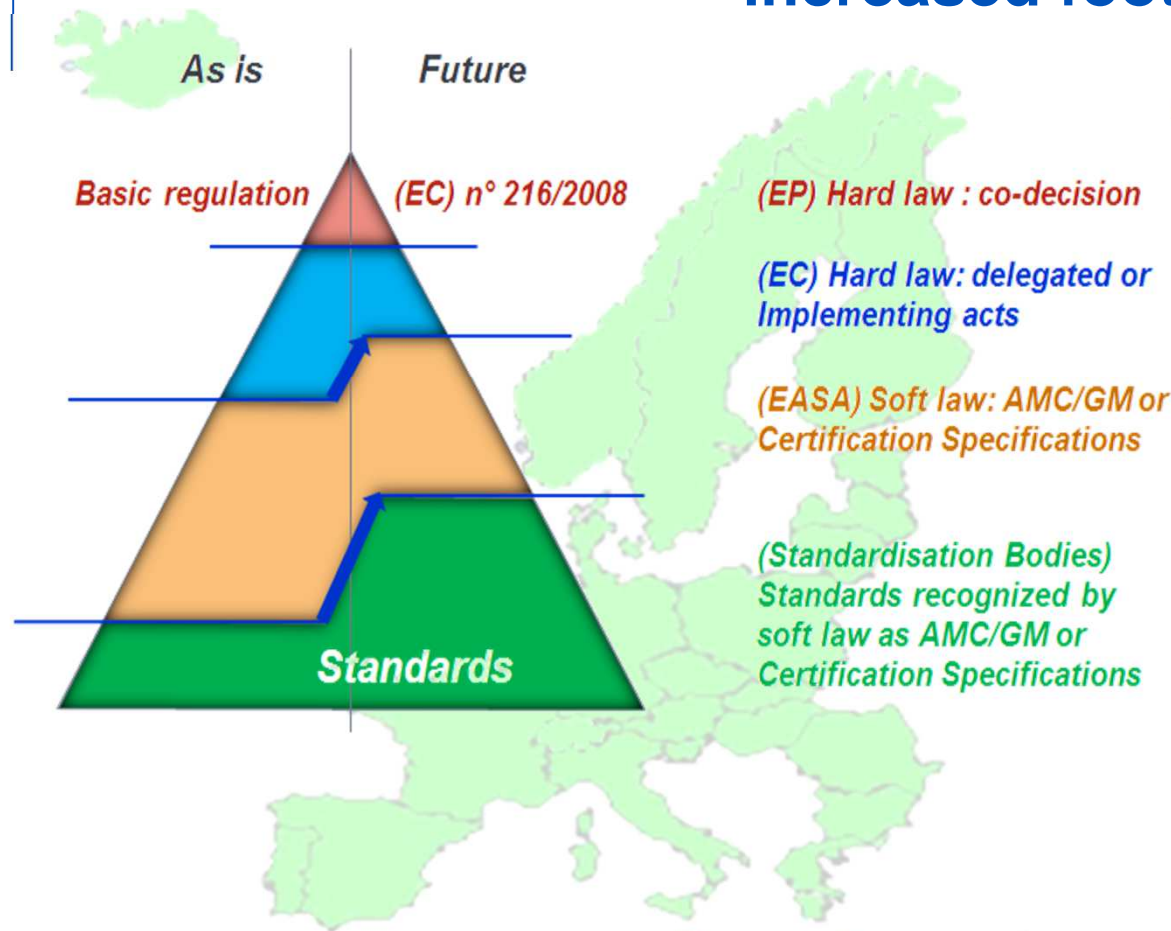 As is
Future
Basic regulation
(EC) n° 216/2008
(EP) Hard law : co-decision
(EC) Hard law: delegated or
Implementing acts
(EASA) Soft law: AMC/GM or
Certification Specifications
(Standardisation Bodies)
Standards recognized by
soft law as AMC/GM or
Certification Specifications
Standards